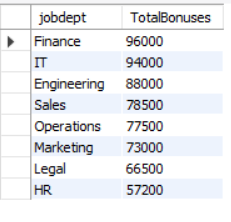 jobdept TotalBonuses
Finance 96000
IT 94000
Engineering 88000
Sales 78500
Operations 77500
Marketing 73000
Legal 66500
HR 57200